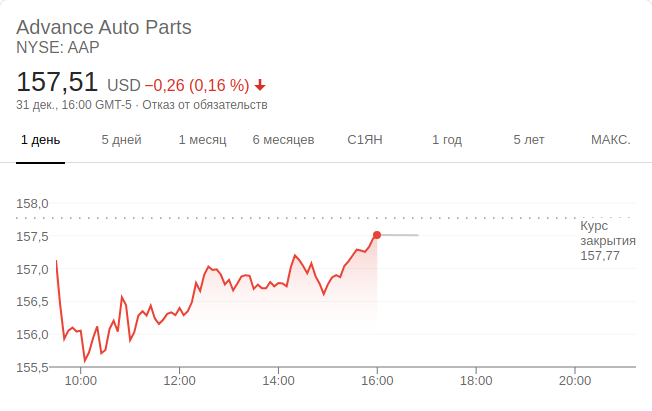 Advance Auto Parts
NYSE: AAP
157,51 USD −0,26 (0,16 %)
31 дек., 16:00 GMT-5 · Отказ от обязательств
1 день 5 дней 1 месяц 6 месяцев С1ЯН 1 год 5 лет МАКС.
158,0
Курс
157,5
закрытия
157,77
157,0
156,5
156,0
155,5
10:00 12:00 14:00 16:00 18:00 20:00